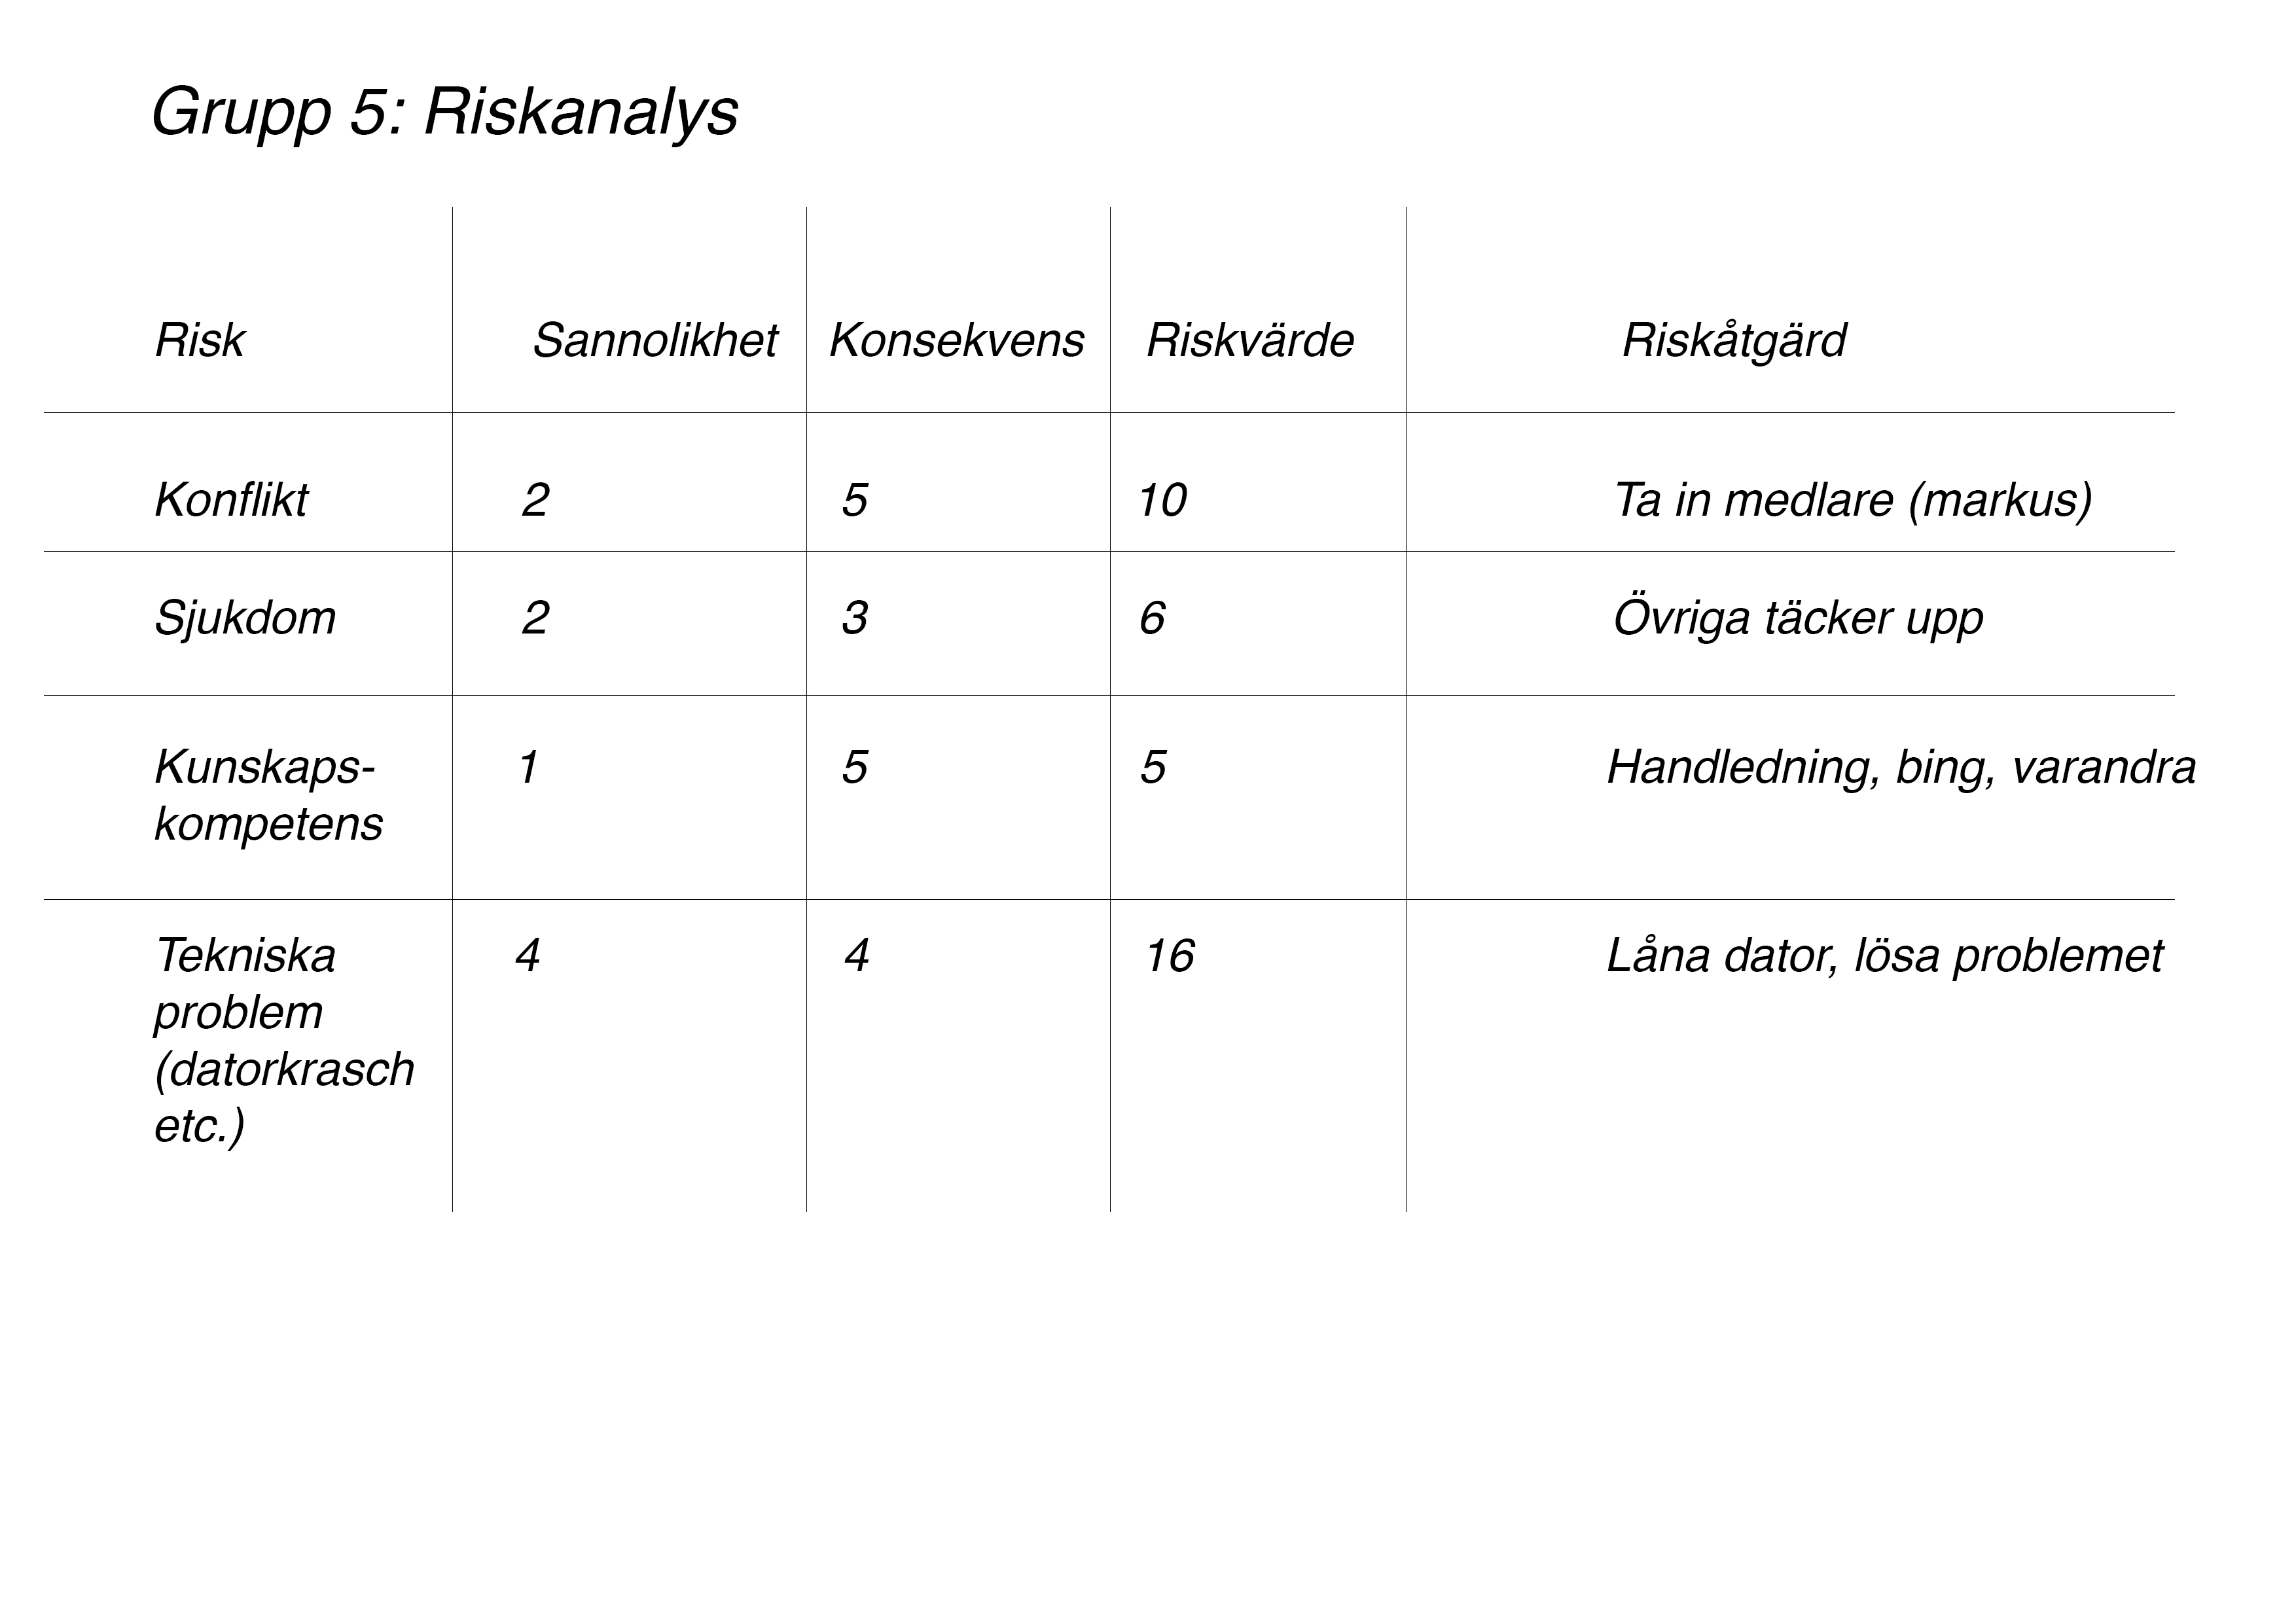 Grupp 5: Riskanalys
Risk Sannolikhet Konsekvens Riskvärde Riskåtgärd
Konflikt 2 5 10 Ta in medlare (markus)
Sjukdom 2 3 6 Övriga täcker upp
Kunskaps- 1 5 5 Handledning, bing, varandra
kompetens
Tekniska 4 4 16 Låna dator, lösa problemet
problem
(datorkrasch
etc.)